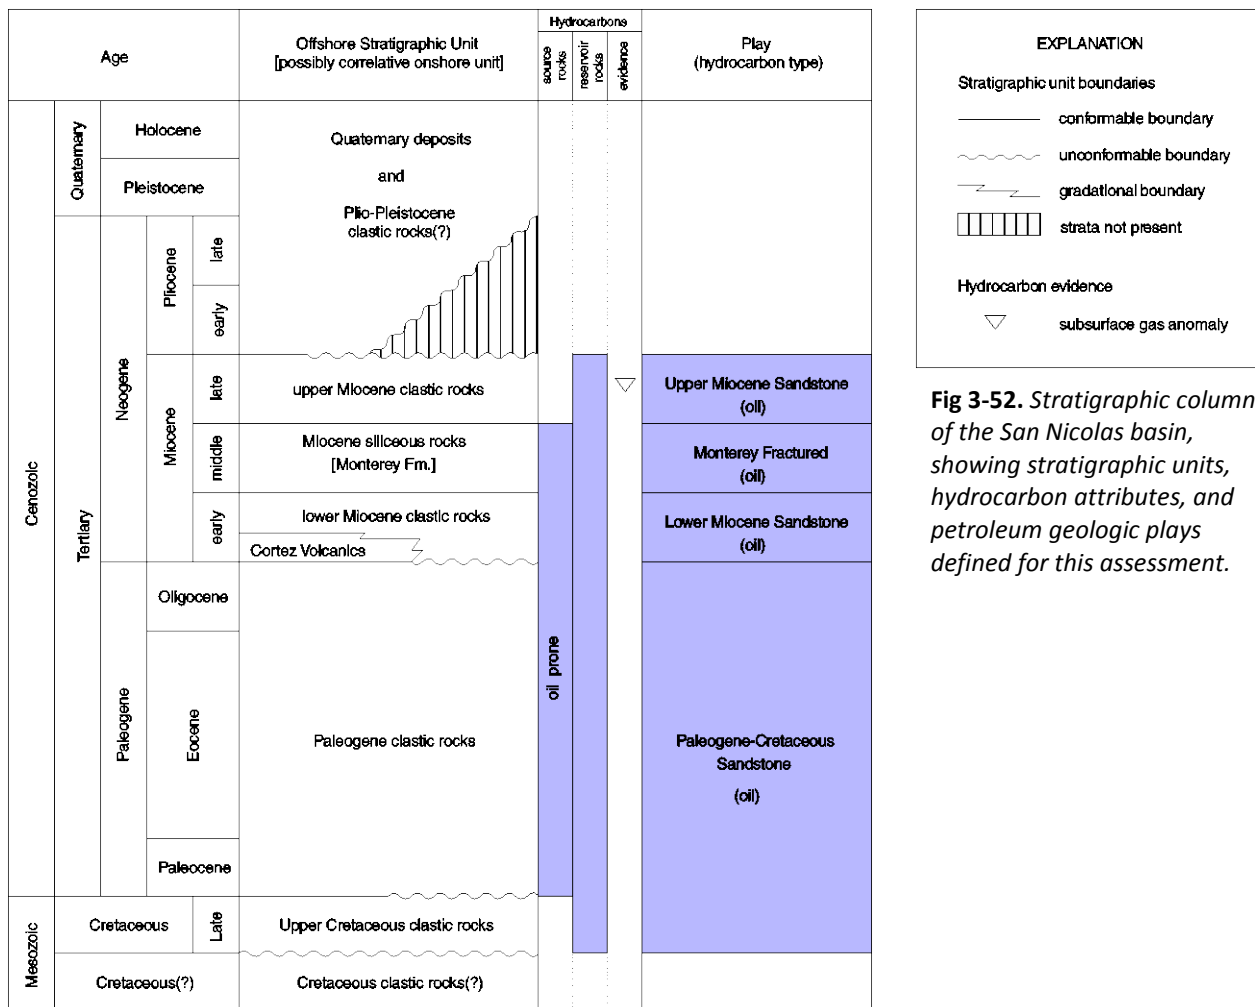 Age
Offshore Stratigraphic Unit
[possibly correlative onshore unit]
Hydrocarbons
source
rocks
reservoir
rocks
evidence
Play
(hydrocarbon type)
Cenozoic
Quaternary
Holocene
Pleistocene
Quaternary deposits
and
Plio-Pleistocene
clastic rocks(?)
Tertiary
Neogene
Pliocene
late
early
Miocene
late
upper Miocene clastic rocks
Upper Miocene Sandstone
(oil)
middle
Miocene siliceous rocks
[Monterey Fm.]
Monterey Fractured
(oil)
early
lower Miocene clastic rocks
Cortez Volcanics
Lower Miocene Sandstone
(oil)
Paleogene
Oligocene
Eocene
Paleocene
Paleogene clastic rocks
oil prone
Paleogene-Cretaceous
Sandstone
(oil)
Mesozoic
Cretaceous
Late
Upper Cretaceous clastic rocks
Cretaceous(?)
Cretaceous clastic rocks(?)
EXPLANATION
Stratigraphic unit boundaries
conformable boundary
unconformable boundary
gradational boundary
strata not present
Hydrocarbon evidence
subsurface gas anomaly
Fig 3-52. Stratigraphic column
of the San Nicolas basin,
showing stratigraphic units,
hydrocarbon attributes, and
petroleum geologic plays
defined for this assessment.